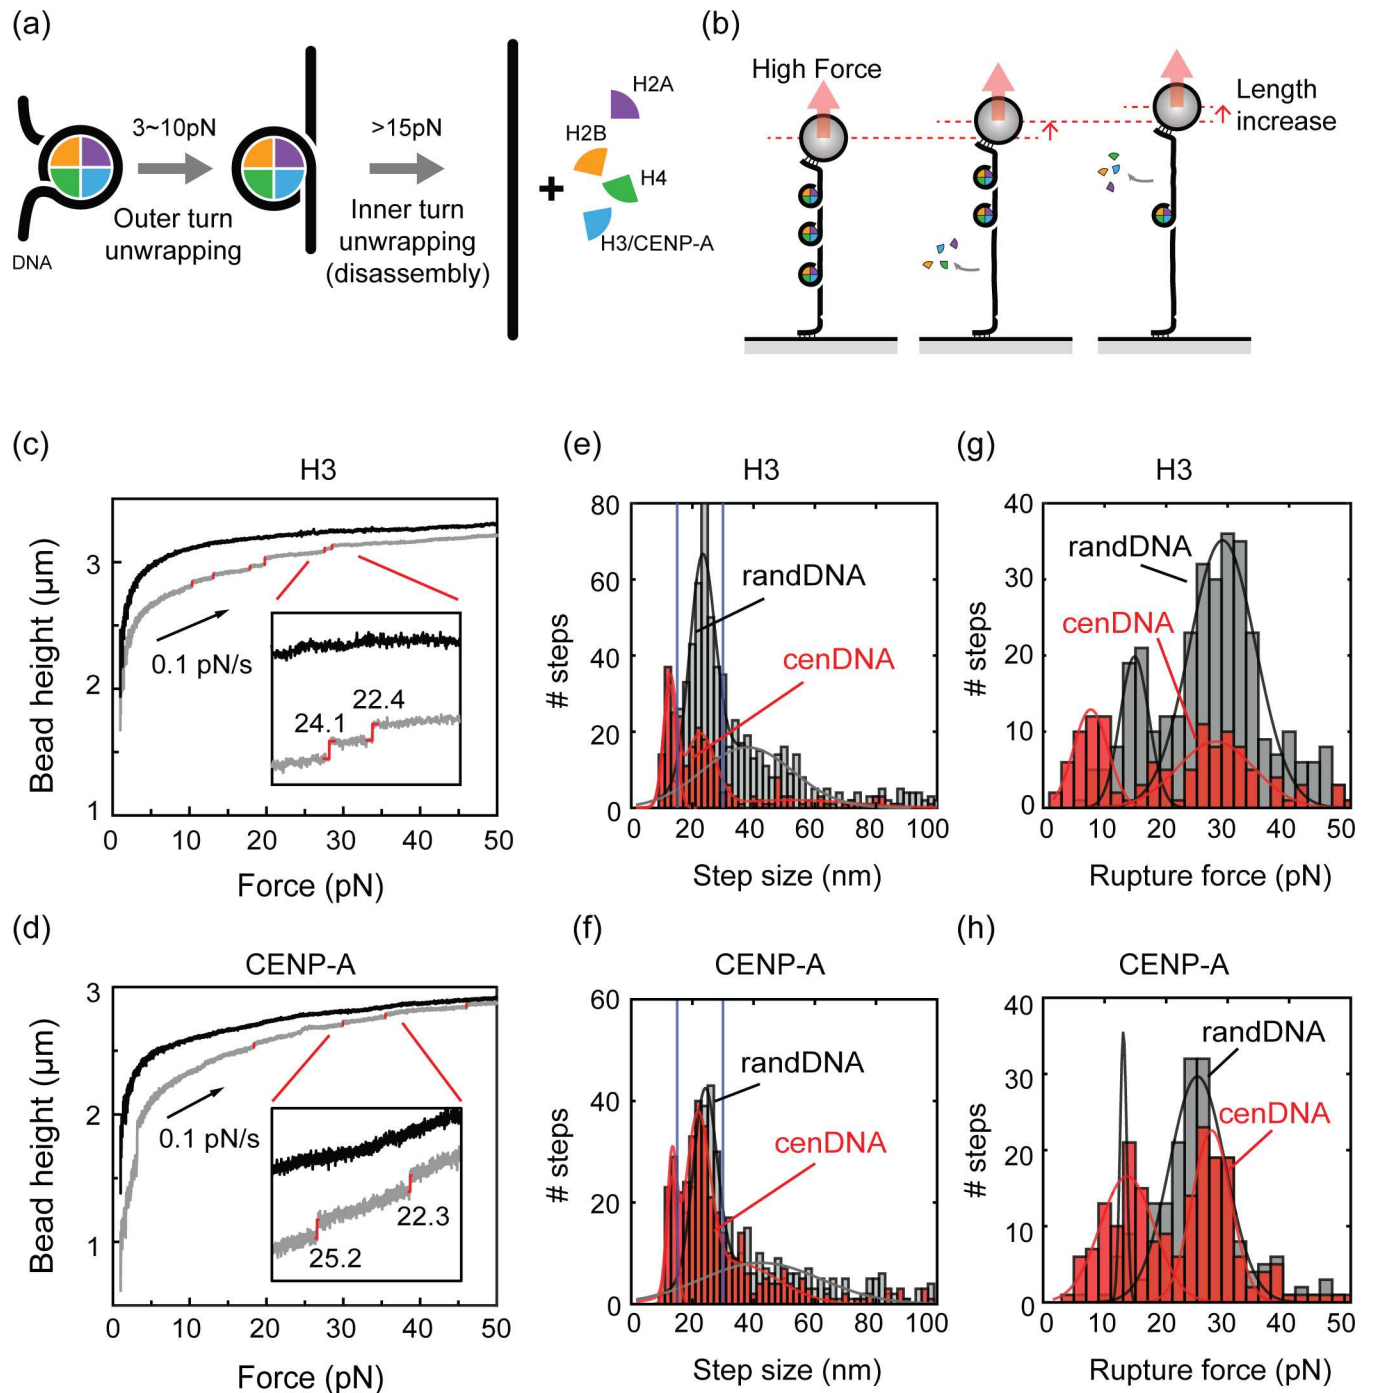 (a)
3~10pN
Outer turn
unwrapping
DNA
>15pN
Inner turn
unwrapping
(disassembly)
+
H2A
H2B
H4
H3/CENP-A
(b)
High Force
Length
increase
(c)
H3
Bead height (μm)
3
2
1
0.1 pN/s
24.1
22.4
0 10 20 30 40 50
Force (pN)
(e)
H3
# steps
80
60
40
20
0
randDNA
cenDNA
0 20 40 60 80 100
Step size (nm)
(g)
H3
# steps
40
30
20
10
0
randDNA
cenDNA
0 10 20 30 40 50
Rupture force (pN)
(d)
CENP-A
Bead height (μm)
3
2
1
0.1 pN/s
25.2
22.3
0 10 20 30 40 50
Force (pN)
(f)
CENP-A
# steps
60
40
20
0
randDNA
cenDNA
0 20 40 60 80 100
Step size (nm)
(h)
CENP-A
# steps
40
30
20
10
0
randDNA
cenDNA
0 10 20 30 40 50
Rupture force (pN)